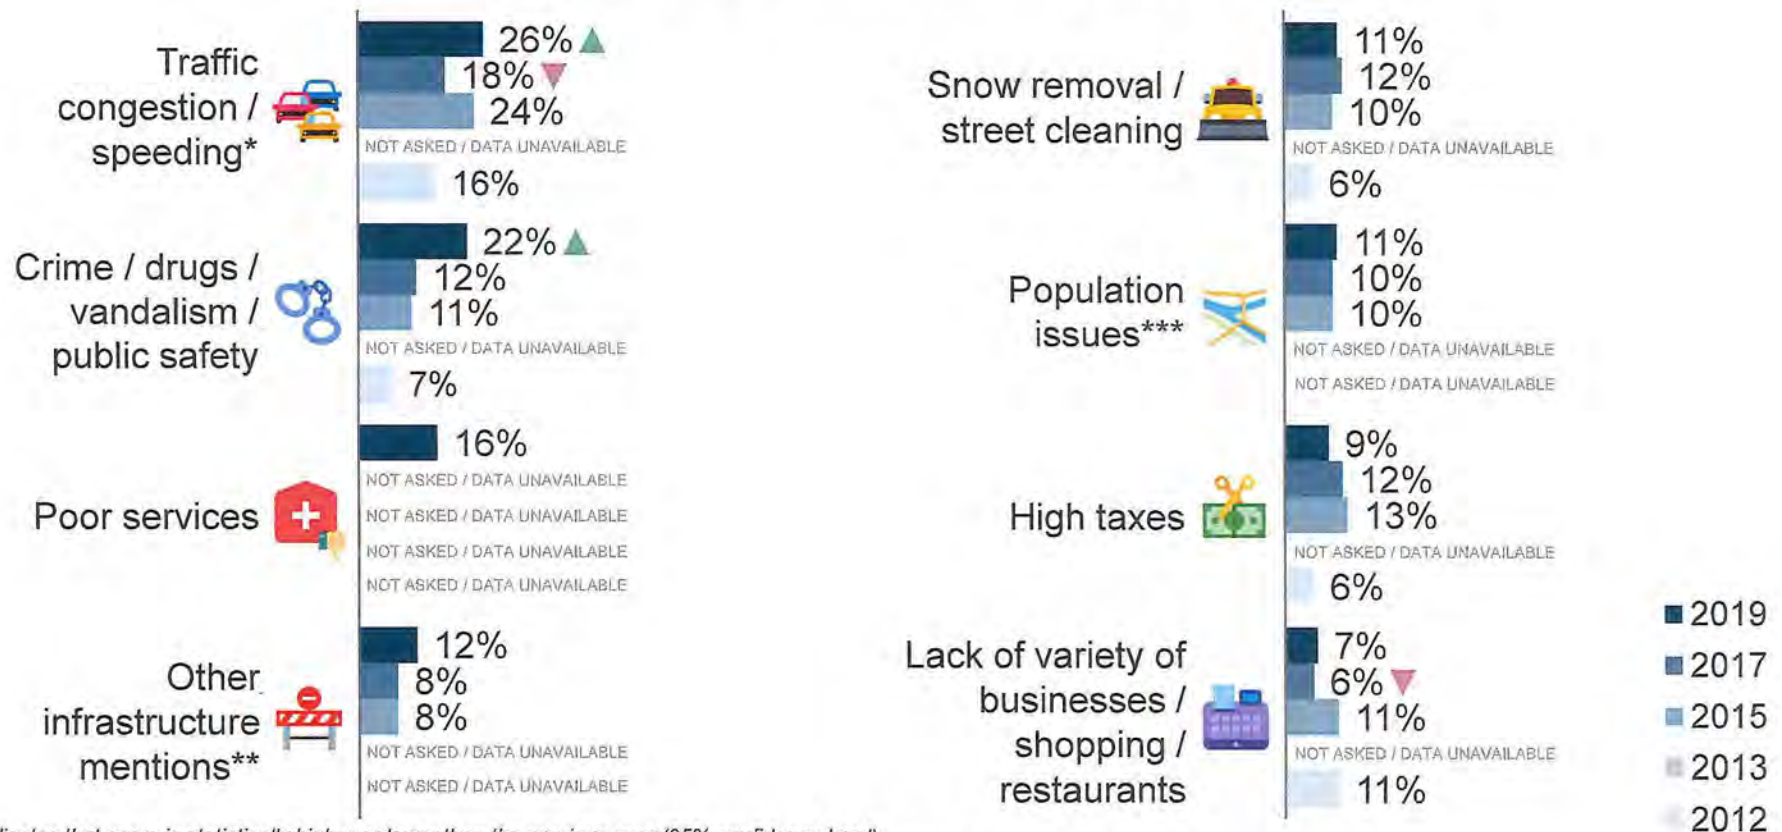 Traffic
congestion /
speeding*
26%
18%
24%
NOT ASKED / DATA UNAVAILABLE
16%
Crime / drugs /
vandalism /
public safety
22%
12%
11%
NOT ASKED / DATA UNAVAILABLE
7%
Poor services
16%
NOT ASKED / DATA UNAVAILABLE
NOT ASKED / DATA UNAVAILABLE
NOT ASKED / DATA UNAVAILABLE
NOT ASKED / DATA UNAVAILABLE
Other
infrastructure
mentions**
12%
8%
8%
NOT ASKED / DATA UNAVAILABLE
NOT ASKED / DATA UNAVAILABLE
Snow removal /
street cleaning
11%
12%
10%
NOT ASKED / DATA UNAVAILABLE
6%
Population
issues***
11%
10%
10%
NOT ASKED / DATA UNAVAILABLE
NOT ASKED / DATA UNAVAILABLE
High taxes
9%
12%
13%
NOT ASKED / DATA UNAVAILABLE
6%
Lack of variety of
businesses /
shopping /
restaurants
7%
6%
11%
NOT ASKED / DATA UNAVAILABLE
11%
2019
2017
2015
2013
2012